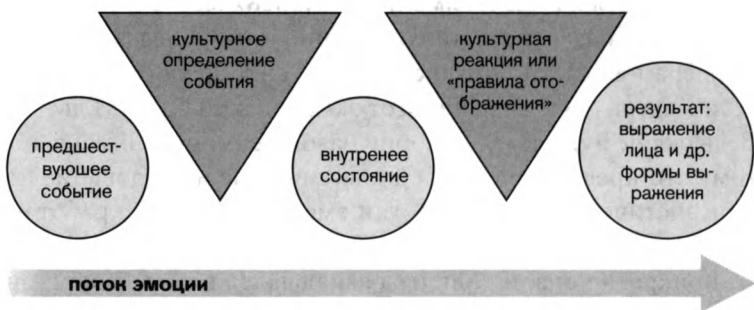 культурное
определение
события
культурная
реакция или
«правила ото-
бражения»
предшест-
вуюшее
событие
внутренее
состояние
результат:
выражение
лица и др.
формы вы-
ражения
поток эмоции